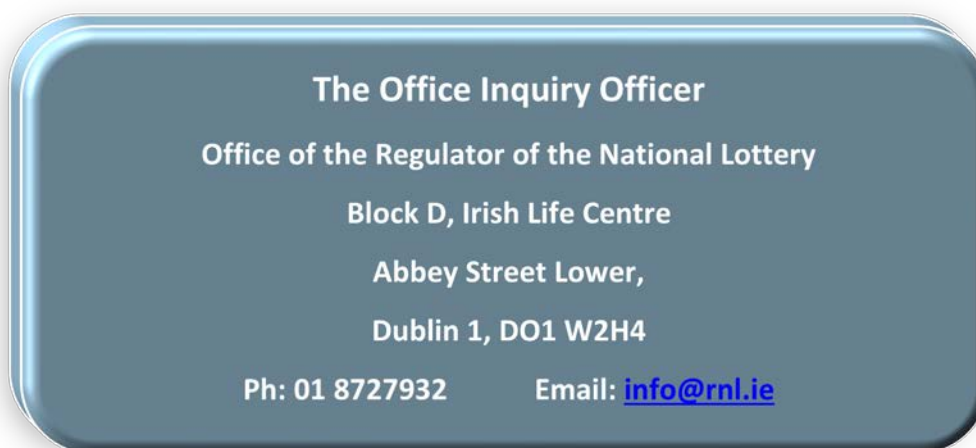 The Office Inquiry Officer
Office of the Regulator of the National Lottery
Block D, Irish Life Centre
Abbey Street Lower,
Dublin 1, DO1 W2H4
Ph: 01 8727932 Email: info@rnl.ie